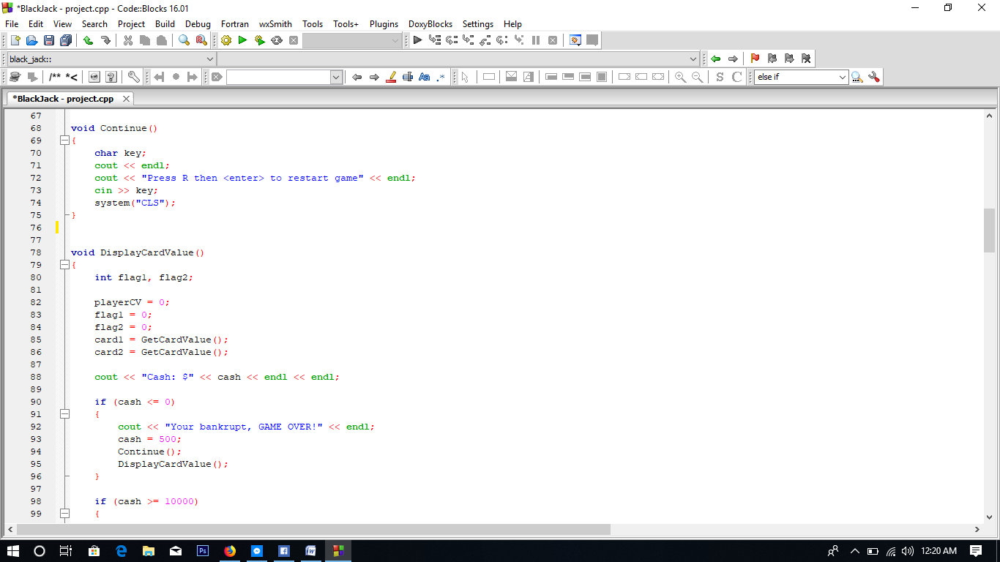 *BlackJack - project.cpp - Code::Blocks 16.01
File Edit View Search Project Build Debug Fortran wxSmith Tools Tools+ Plugins DoxyBlocks Settings Help
black_jack::
/** *< Aa .* S C else if
*BlackJack - project.cpp
67
68 void Continue()
69 {
70 char key;
71 cout << endl;
72 cout << "Press R then <enter> to restart game" << endl;
73 cin >> key;
74 system("CLS");
75 }
76
77
78 void DisplayCardValue()
79 {
80 int flag1, flag2;
81
82 playerCV = 0;
83 flag1 = 0;
84 flag2 = 0;
85 card1 = GetCardValue();
86 card2 = GetCardValue();
87
88 cout << "Cash: $" << cash << endl << endl;
89
90 if (cash <= 0)
91 {
92 cout << "Your bankrupt, GAME OVER!" << endl;
93 cash = 500;
94 Continue();
95 DisplayCardValue();
96 }
97
98 if (cash >= 10000)
99 {
Ps
12:20 AM